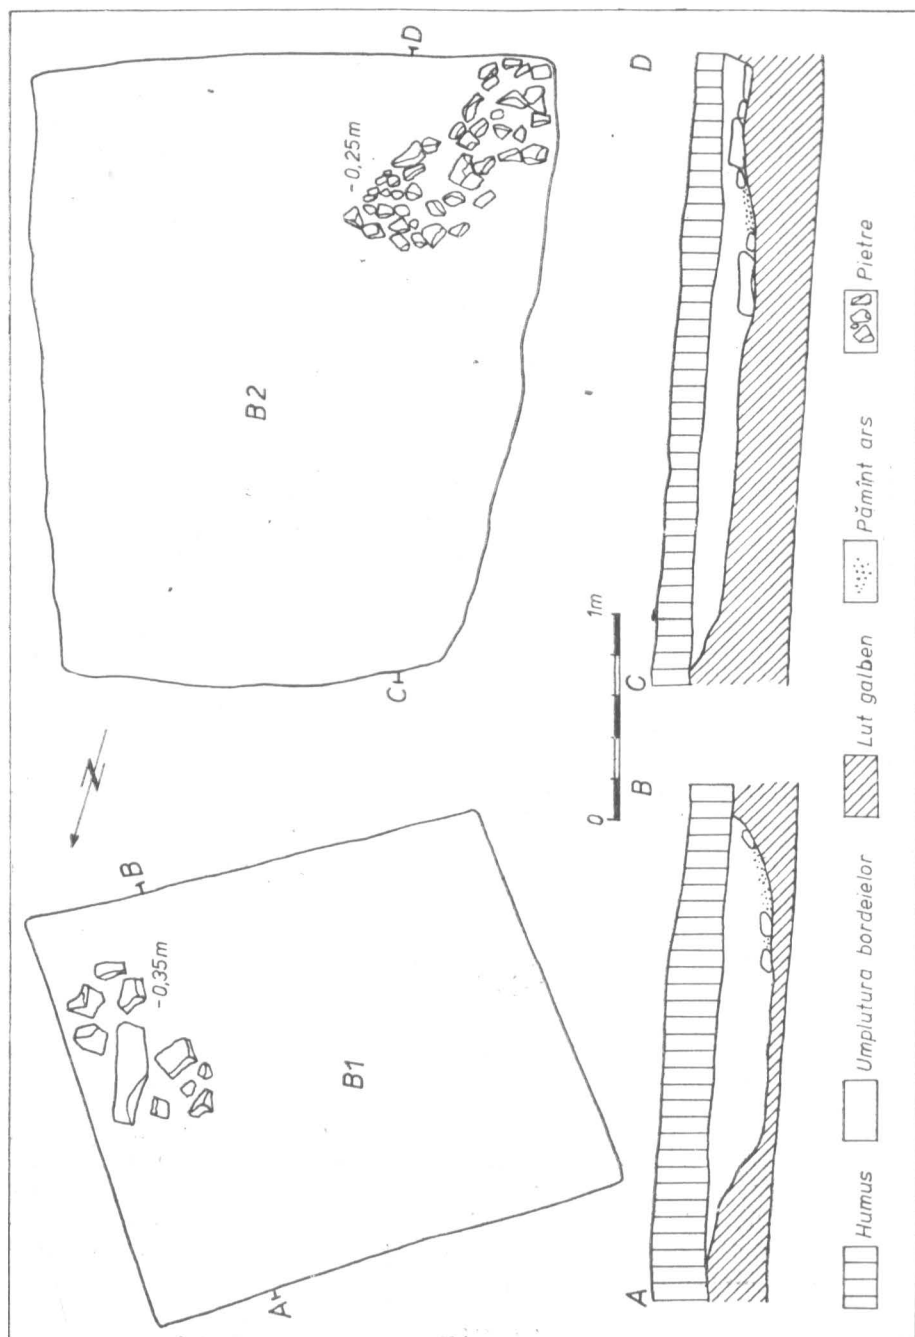 A
B
B1
-0,35m
N
C
D
B2
-0,25m
0
1m
A
B
C
D
Humus
Umplutura bordeielor
Lut galben
Pămînt ars
Pietre